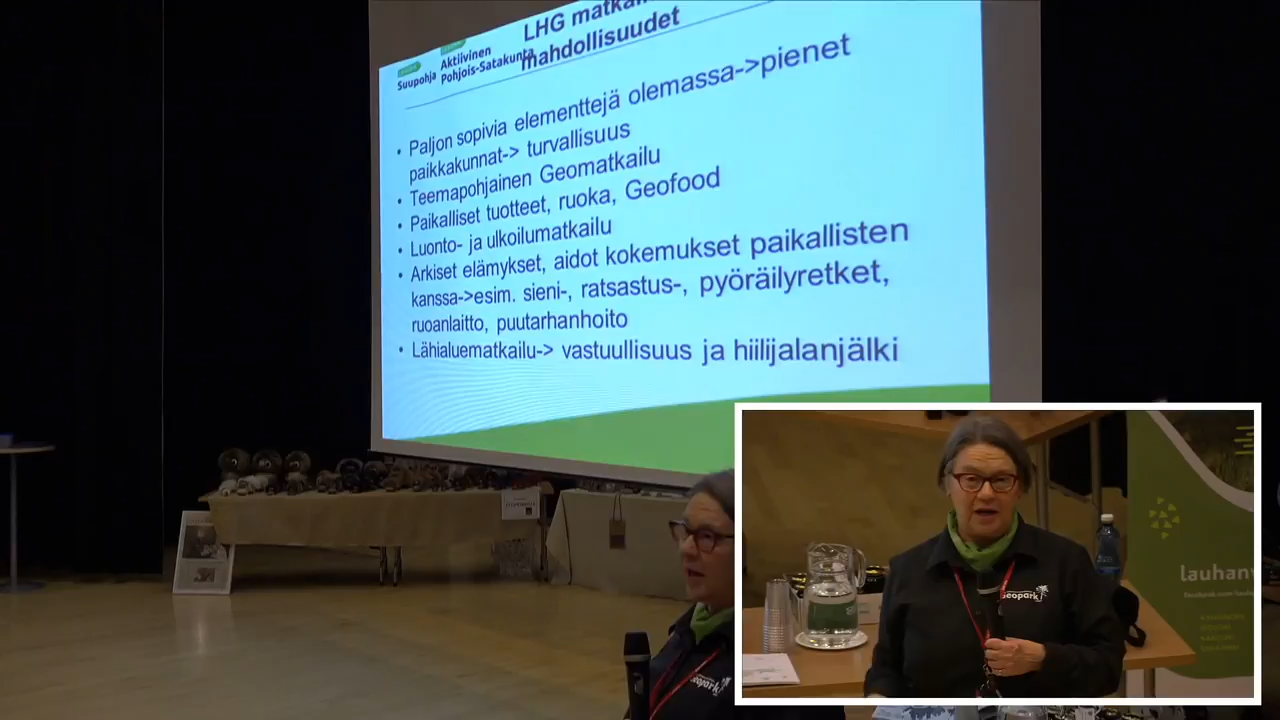 LHG
mahdollisuudet
Suupohja
Aktiivinen
Pohjois-Satakunta
• Paljon sopivia elementtejä olemassa->pienet
paikkakunnat-> turvallisuus
• Teemapohjainen Geomatkailu
• Paikalliset tuotteet, ruoka, Geofood
• Luonto- ja ulkoilumatkailu
• Arkiset elämykset, aidot kokemukset paikallisten
kanssa->esim. sieni-, ratsastus-, pyöräilyretket,
ruoanlaitto, puutarhanhoito
• Lähialuematkailu-> vastuullisuus ja hiilijalanjälki
Geopark
lauhanv